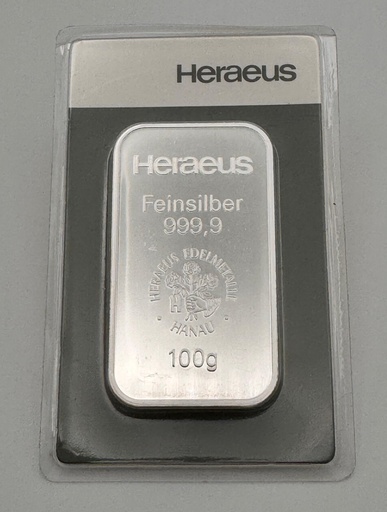 Heraeus
Heraeus
Feinsilber
999,9
HERAEUS EDELMETALLE
HANAU
100g